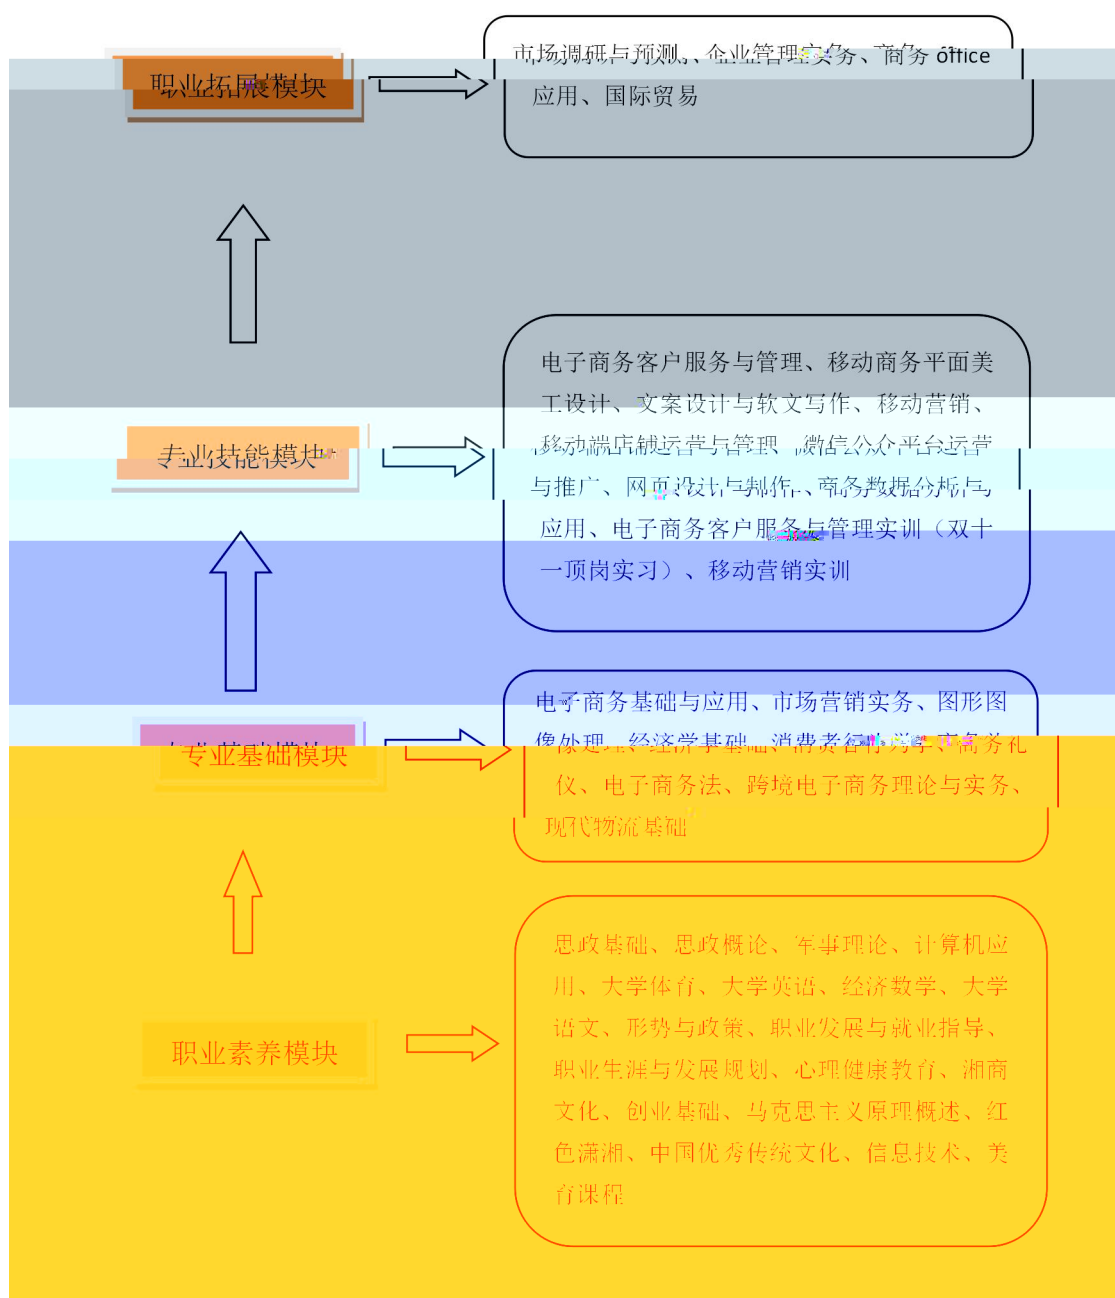 职业拓展模块
市场调研与预测、企业管理实务、商务 office
应用、国际贸易
专业技能模块
电子商务客户服务与管理、移动商务平面美
工设计、文案设计与软文写作、移动营销、
移动端店铺运营与管理、微信公众平台运营
与推广、网页设计与制作、商务数据分析与
应用、电子商务客户服务与管理实训（双十
一顶岗实习）、移动营销实训
专业基础模块
电子商务基础与应用、市场营销实务、图形图
像处理、经济学基础、消费者行为学、商务礼
仪、电子商务法、跨境电子商务理论与实务、
现代物流基础
职业素养模块
思政基础、思政概论、军事理论、计算机应
用、大学体育、大学英语、经济数学、大学
语文、形势与政策、职业发展与就业指导、
职业生涯与发展规划、心理健康教育、湘商
文化、创业基础、马克思主义原理概述、红
色潇湘、中国优秀传统文化、信息技术、美
育课程